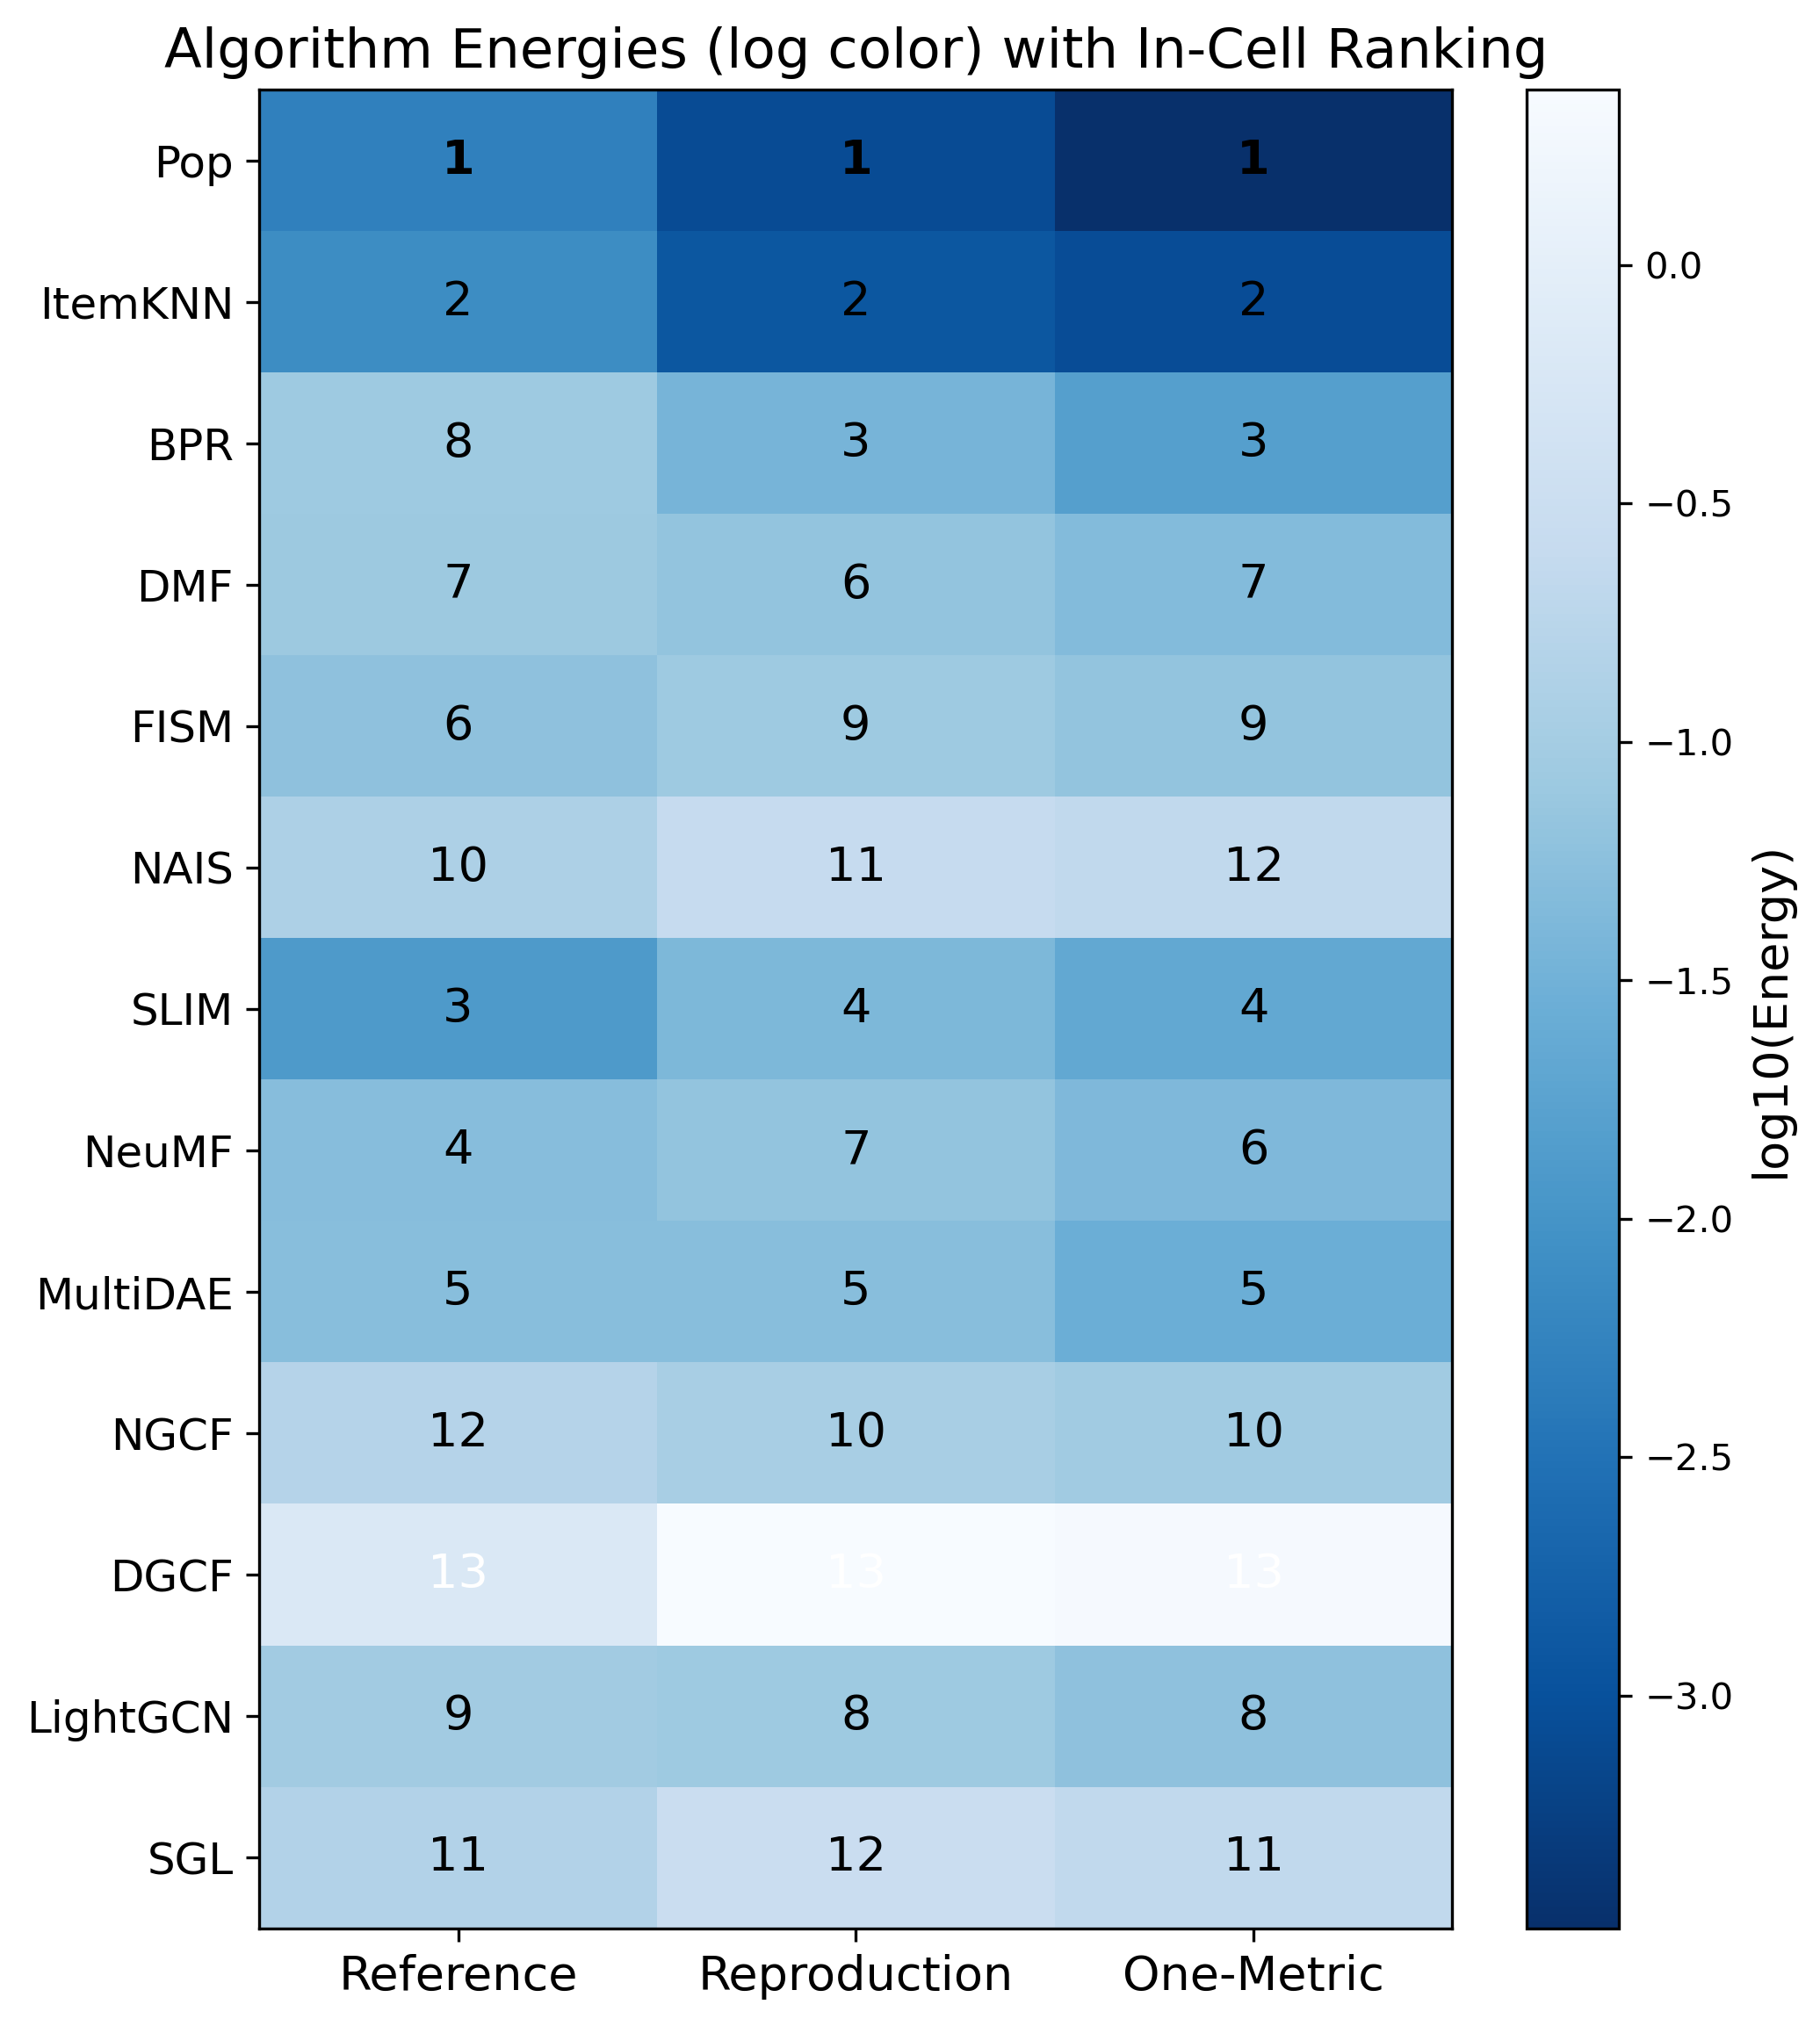 Algorithm Energies (log color) with In-Cell Ranking
Pop 1 1 1
ItemKNN 2 2 2
BPR 8 3 3
DMF 7 6 7
FISM 6 9 9
NAIS 10 11 12
SLIM 3 4 4
NeuMF 4 7 6
MultiDAE 5 5 5
NGCF 12 10 10
DGCF 13 13 13
LightGCN 9 8 8
SGL 11 12 11
Reference Reproduction One-Metric
0.0
−0.5
−1.0
−1.5
−2.0
−2.5
−3.0
log10(Energy)